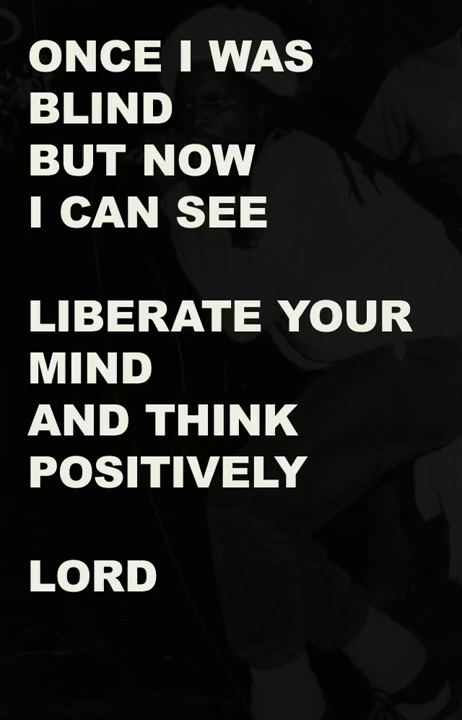 ONCE I WAS
BLIND
BUT NOW
I CAN SEE
LIBERATE YOUR
MIND
AND THINK
POSITIVELY
LORD